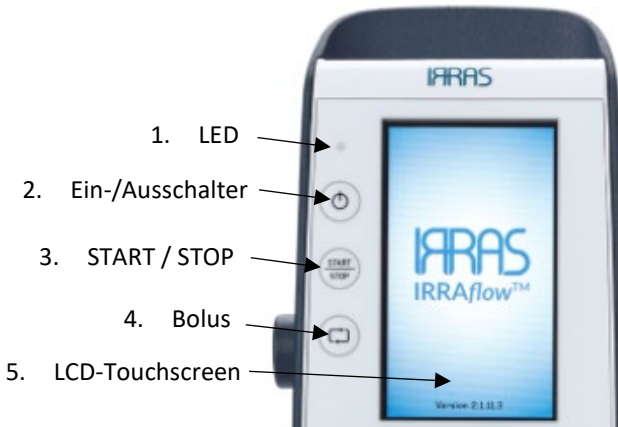 IRRAS
1. LED
2. Ein-/Ausschalter
START
STOP
3. START / STOP
IRRAS
IRRAflow™
4. Bolus
5. LCD-Touchscreen
Version 2.1.11.3